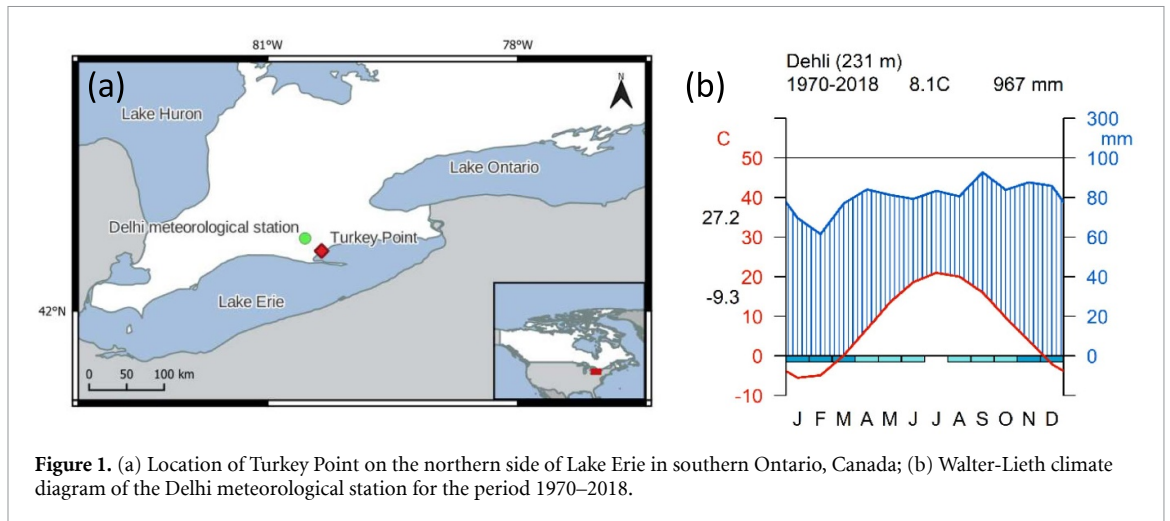 81°W 78°W
(a)
N
Lake Huron
Lake Ontario
Delhi meteorological station
Turkey Point
Lake Erie
42°N
0 50 100 km
(b)
Dehli (231 m)
1970-2018 8.1C 967 mm
C
300
mm
50 100
40 80
27.2
30 60
20 40
-9.3
10 20
0 0
-10
J F M A M J J A S O N D
Figure 1. (a) Location of Turkey Point on the northern side of Lake Erie in southern Ontario, Canada; (b) Walter-Lieth climate
diagram of the Delhi meteorological station for the period 1970–2018.